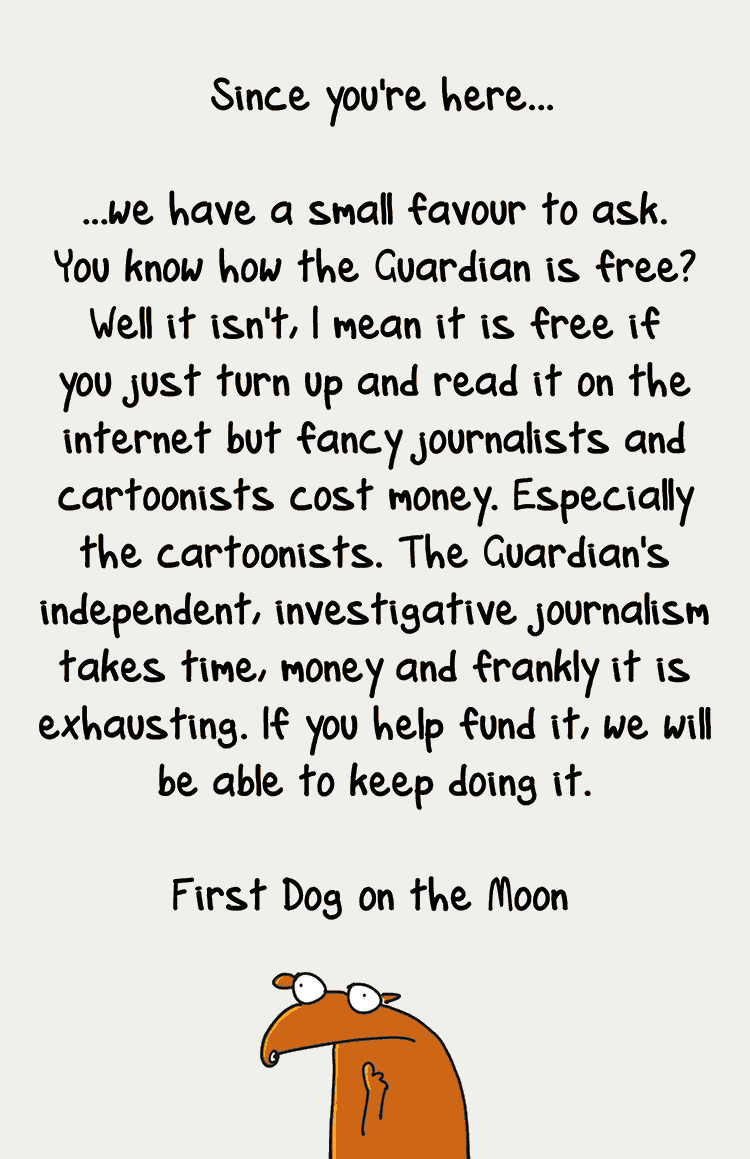 Since you're here...
...we have a small favour to ask.
You know how the Guardian is free?
Well it isn't, I mean it is free if
you just turn up and read it on the
internet but fancy journalists and
cartoonists cost money. Especially
the cartoonists. The Guardian's
independent, investigative journalism
takes time, money and frankly it is
exhausting. If you help fund it, we will
be able to keep doing it.
First Dog on the Moon